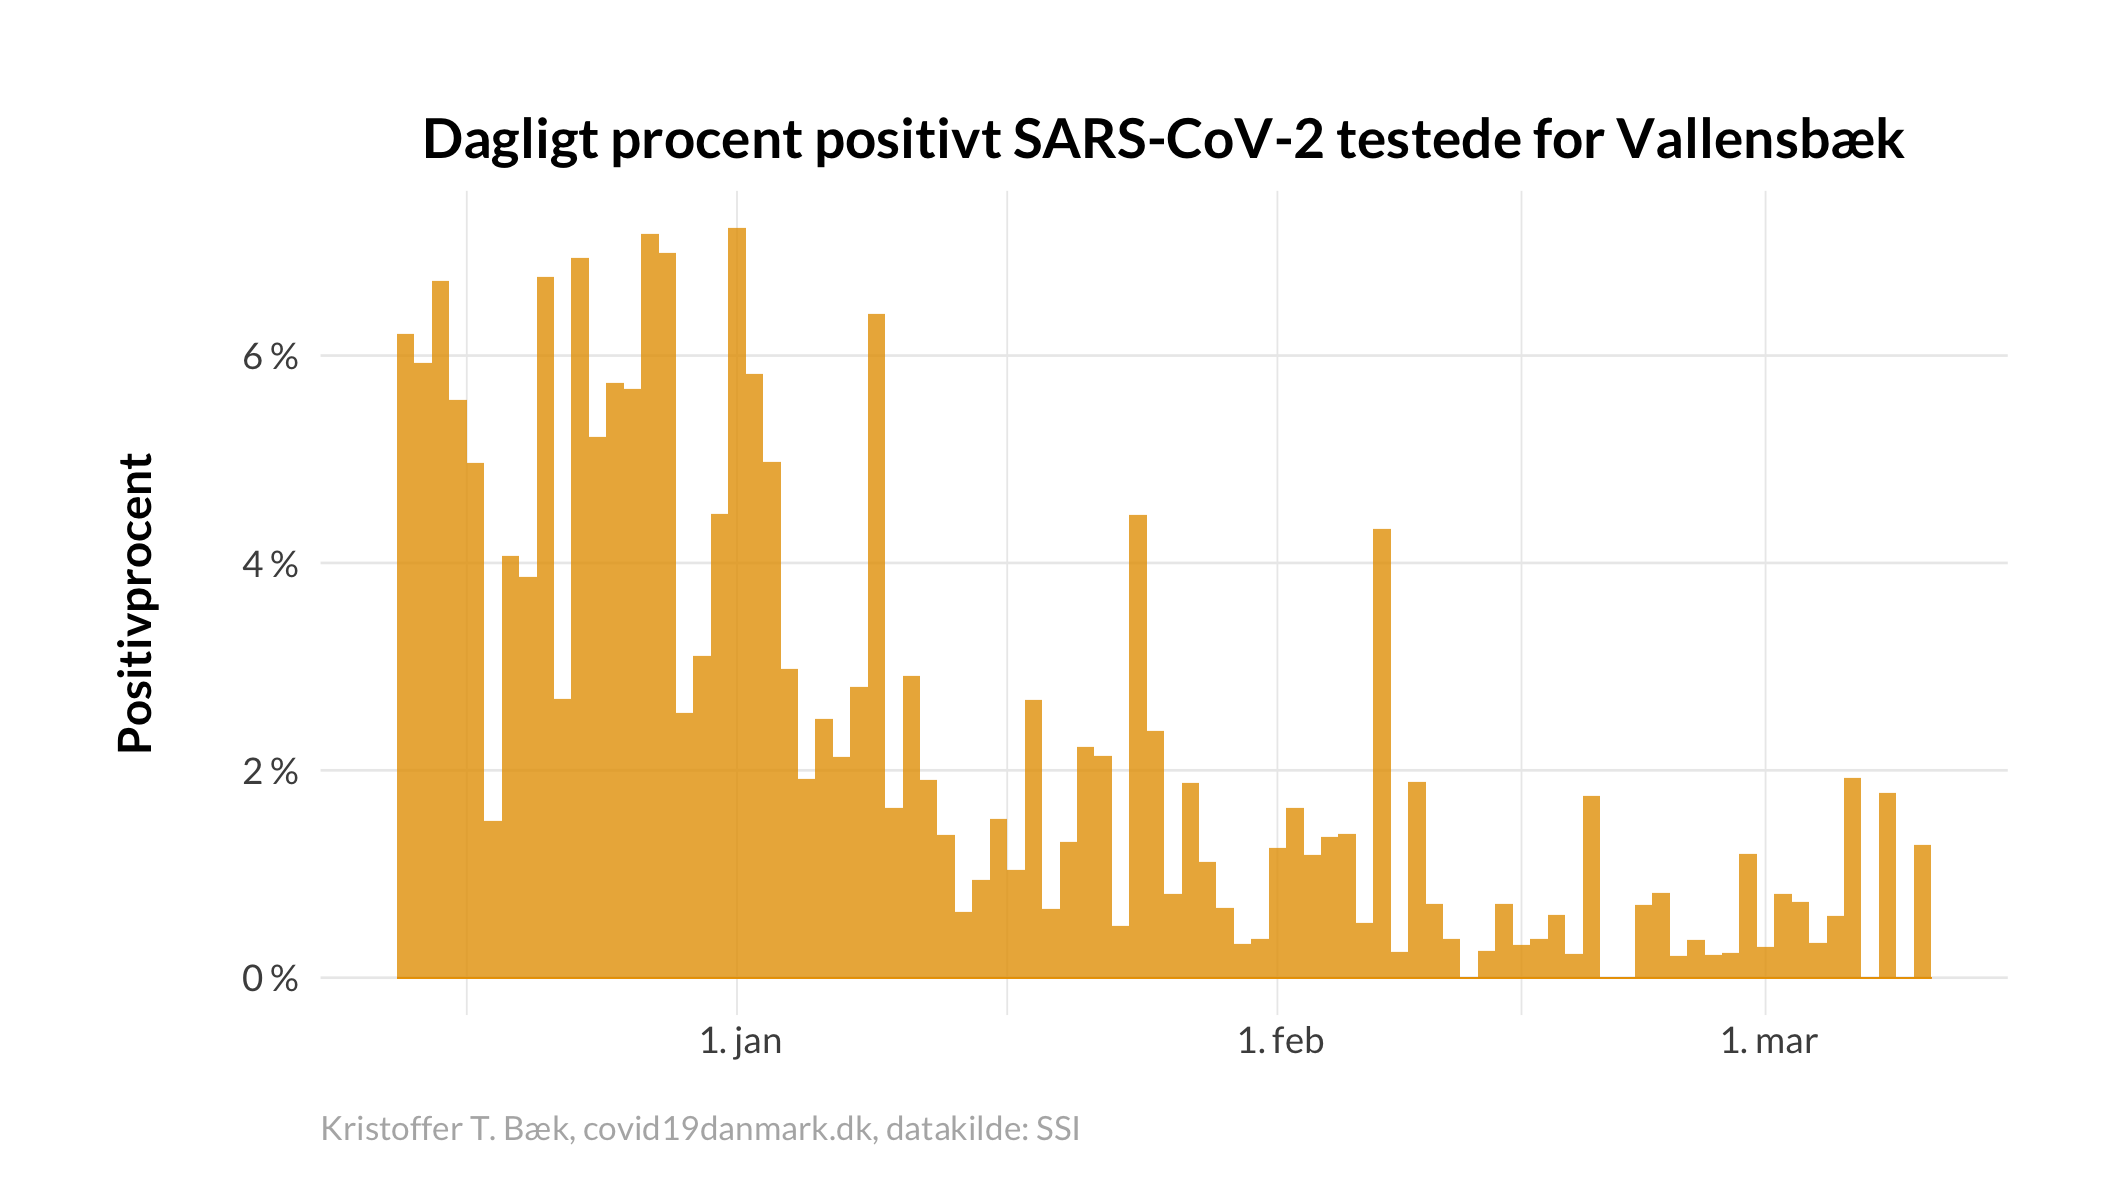 Dagligt procent positivt SARS-CoV-2 testede for Vallensbæk
Positivprocent
6 %
4 %
2 %
0 %
1. jan
1. feb
1. mar
Kristoffer T. Bæk, covid19danmark.dk, datakilde: SSI